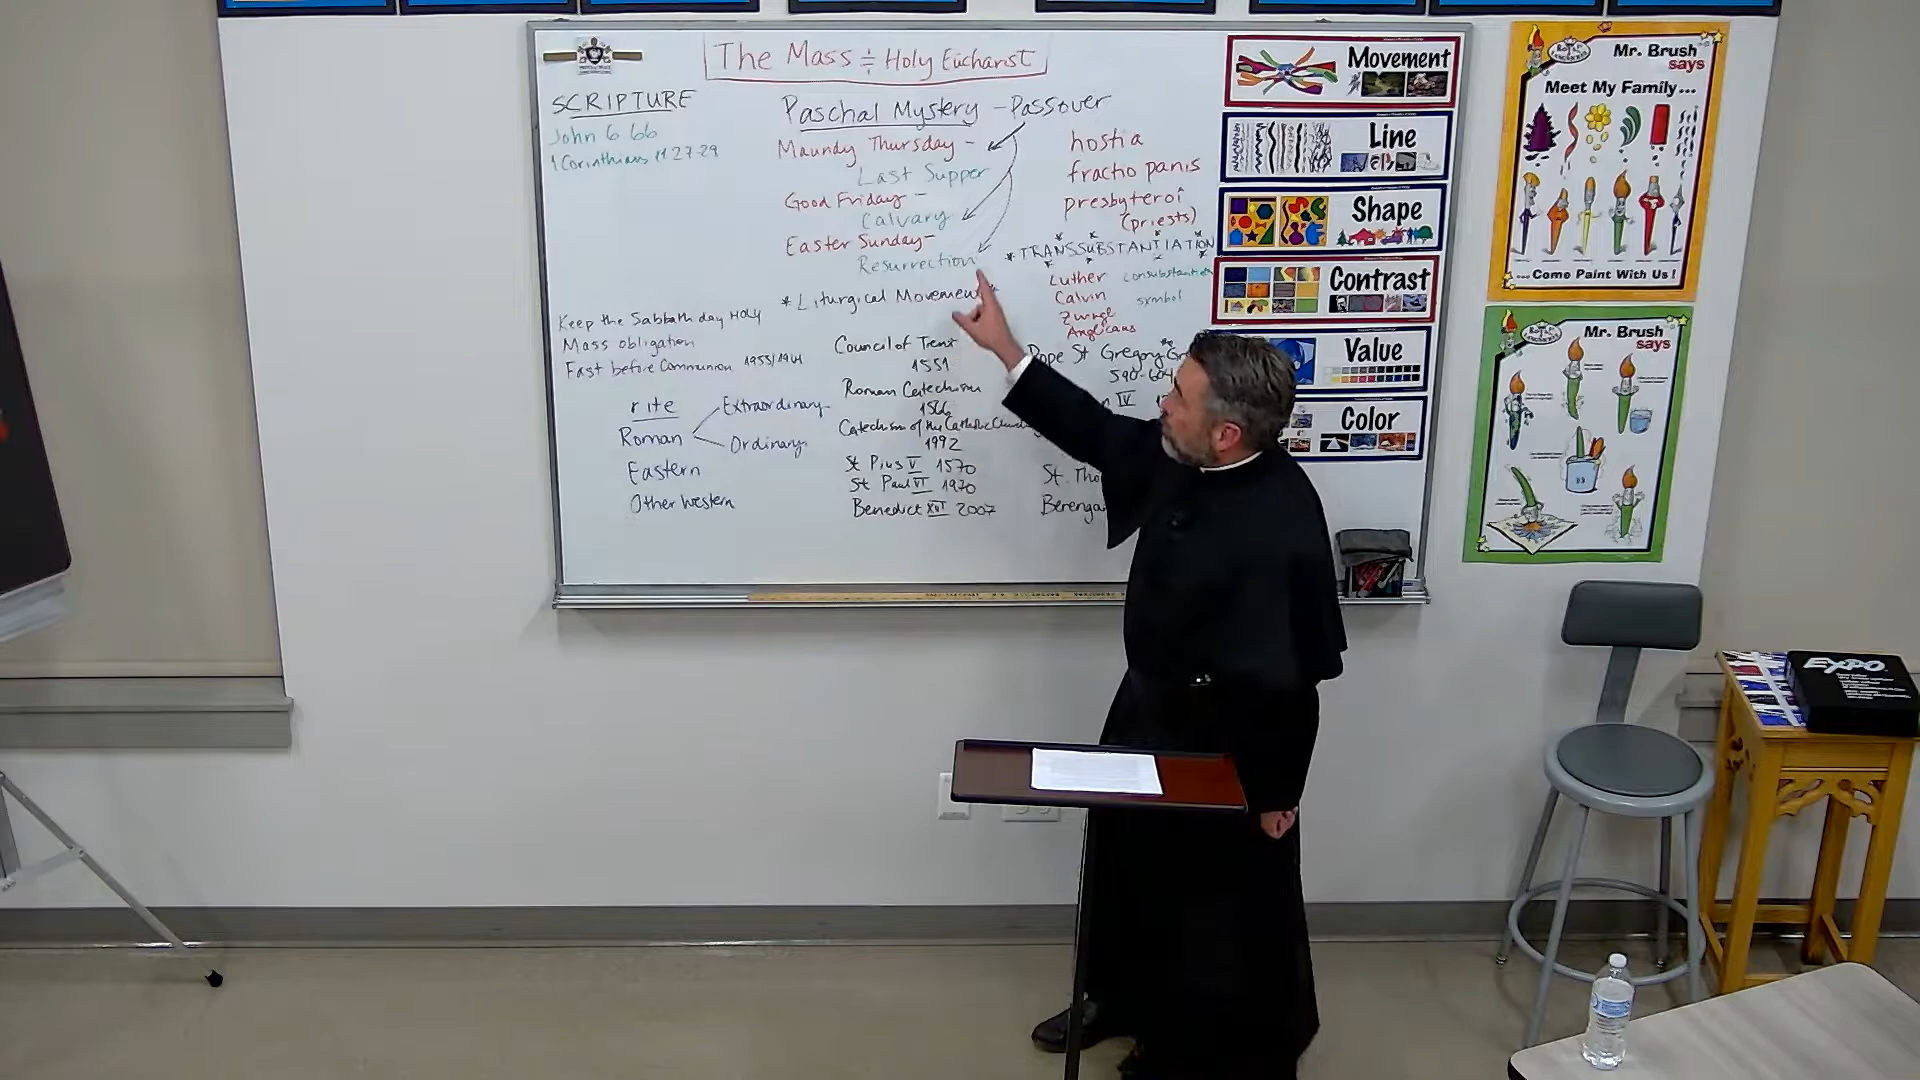 The Mass ÷ Holy Eucharist
SCRIPTURE
John 6 66
1 Corinthians 11 27-29
Paschal Mystery - Passover
Maundy Thursday -
Last Supper
Good Friday -
Calvary
Easter Sunday-
Resurrection
* Liturgical Movement *
hostia
fractio panis
presbyteroi
(priests)
* TRANSSUBSTANTIATION
Luther
Calvin symbol
Zwingli
Anglicans
Keep the Sabbath day HOLY
Mass obligation
Fast before Communion
rite
Roman
Extraordinary
Ordinary
Eastern
Other Western
Council of Trent
1551
Roman Catechism
1566
Catechism of the Catholic Church
1992
St Pius V 1570
St Paul VI 1970
Benedict XVI 2007
Pope St Gregory
590-604
IV
St. Tho
Berenga
Movement
Line
Shape
Contrast
Value
Color
Mr. Brush
says
Meet My Family...
...Come Paint With Us!
Mr. Brush
says
EXPO